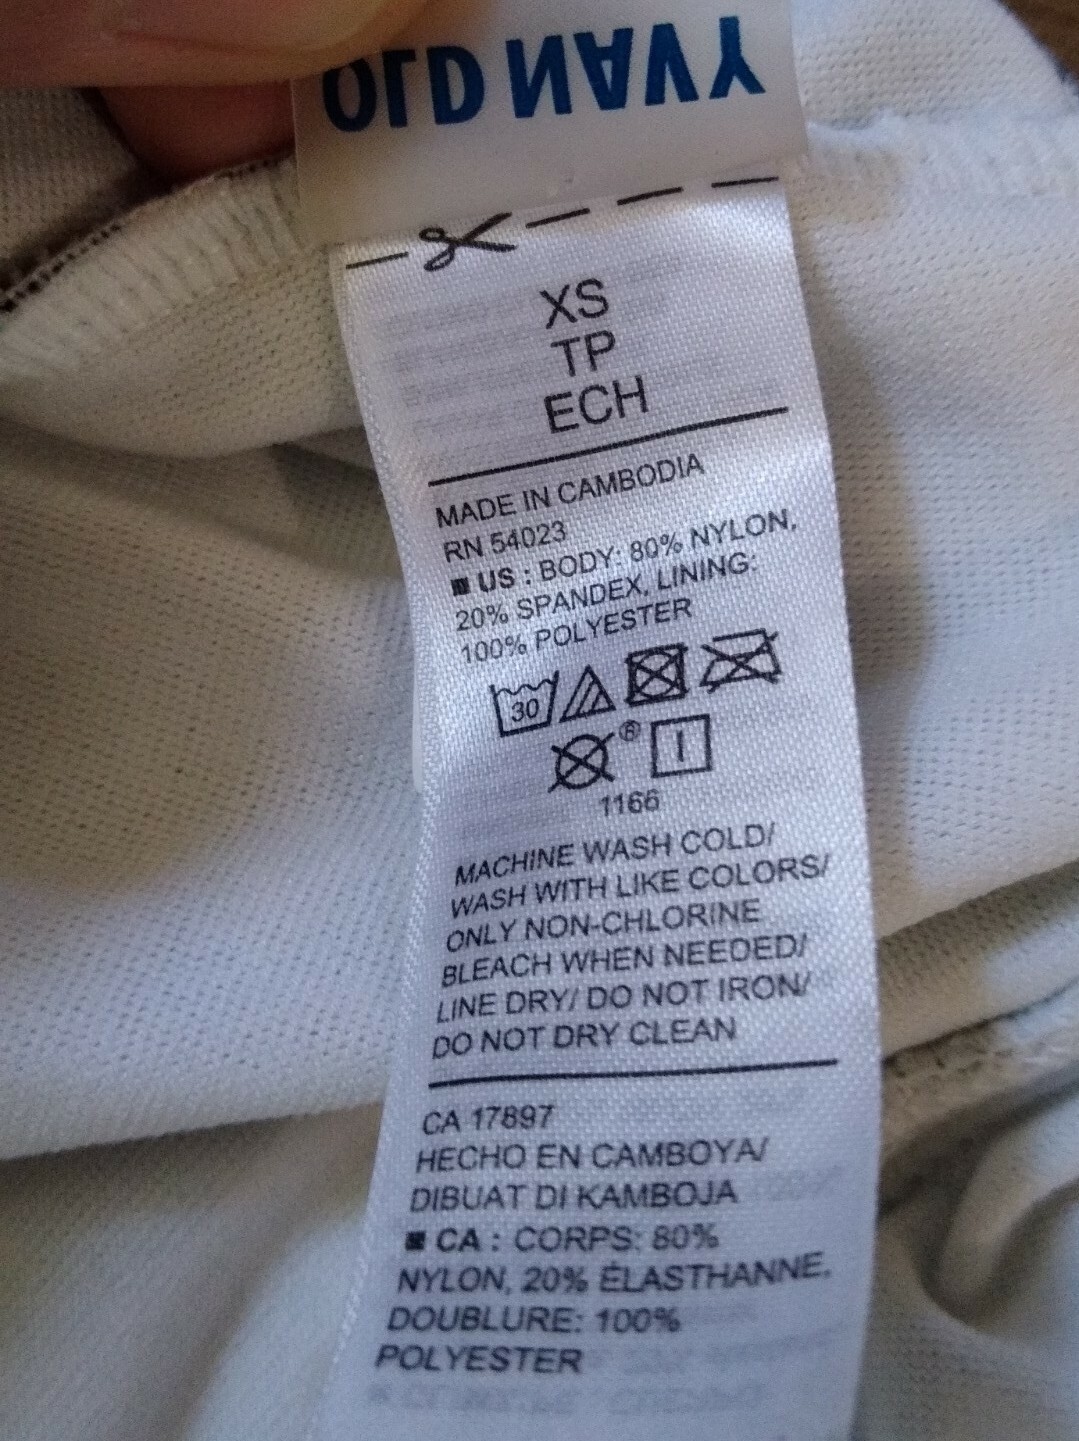 OLD NAVY
XS
TP
ECH
MADE IN CAMBODIA
RN 54023
■ US : BODY: 80% NYLON,
20% SPANDEX, LINING:
100% POLYESTER
30
®
1166
MACHINE WASH COLD/
WASH WITH LIKE COLORS/
ONLY NON-CHLORINE
BLEACH WHEN NEEDED/
LINE DRY/ DO NOT IRON/
DO NOT DRY CLEAN
CA 17897
HECHO EN CAMBOYA/
DIBUAT DI KAMBOJA
■ CA : CORPS: 80%
NYLON, 20% ÉLASTHANNE,
DOUBLURE: 100%
POLYESTER